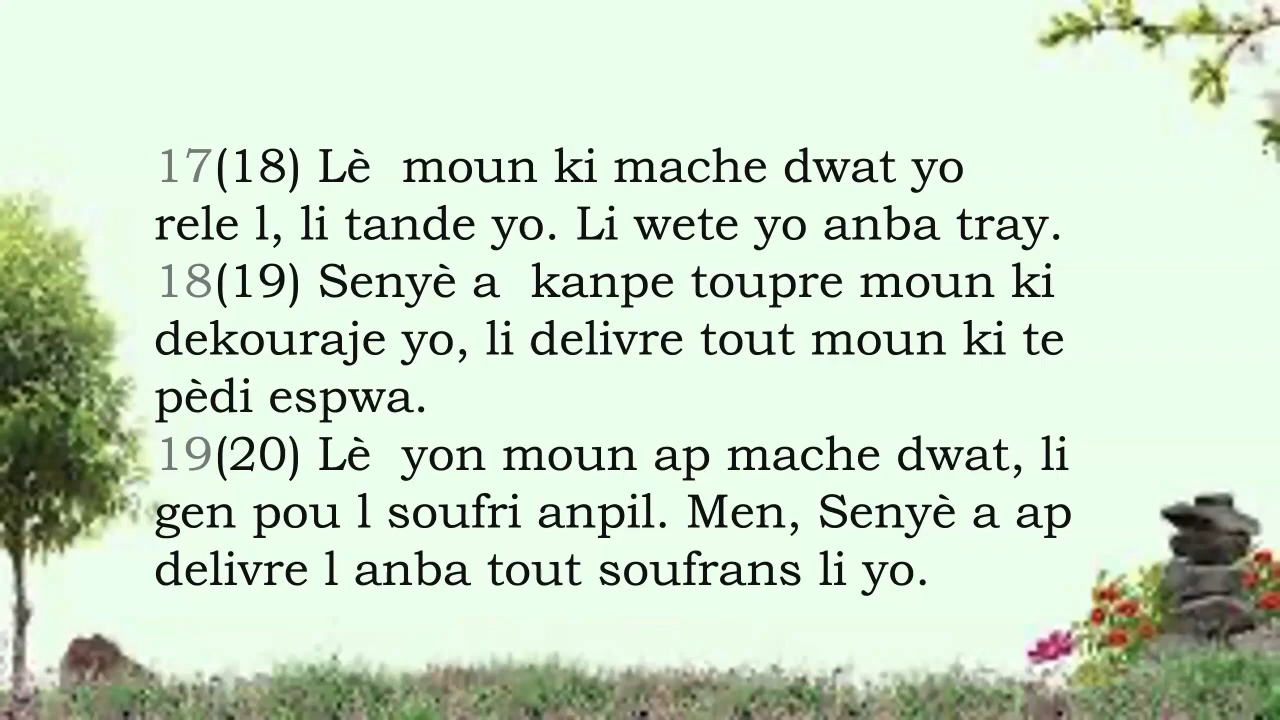 17(18) Lè  moun ki mache dwat yo
rele l, li tande yo. Li wete yo anba tray.
18(19) Senyè a  kanpe toupre moun ki
dekouraje yo, li delivre tout moun ki te
pèdi espwa.
19(20) Lè  yon moun ap mache dwat, li
gen pou l soufri anpil. Men, Senyè a ap
delivre l anba tout soufrans li yo.